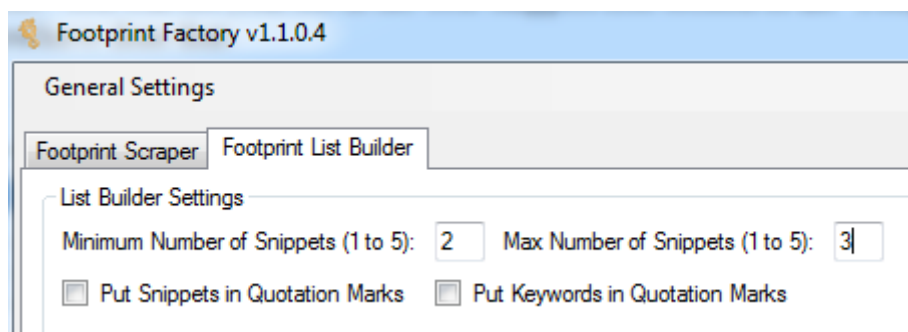 Footprint Factory v1.1.0.4
General Settings
Footprint Scraper Footprint List Builder
List Builder Settings
Minimum Number of Snippets (1 to 5): 2 Max Number of Snippets (1 to 5): 3
Put Snippets in Quotation Marks Put Keywords in Quotation Marks